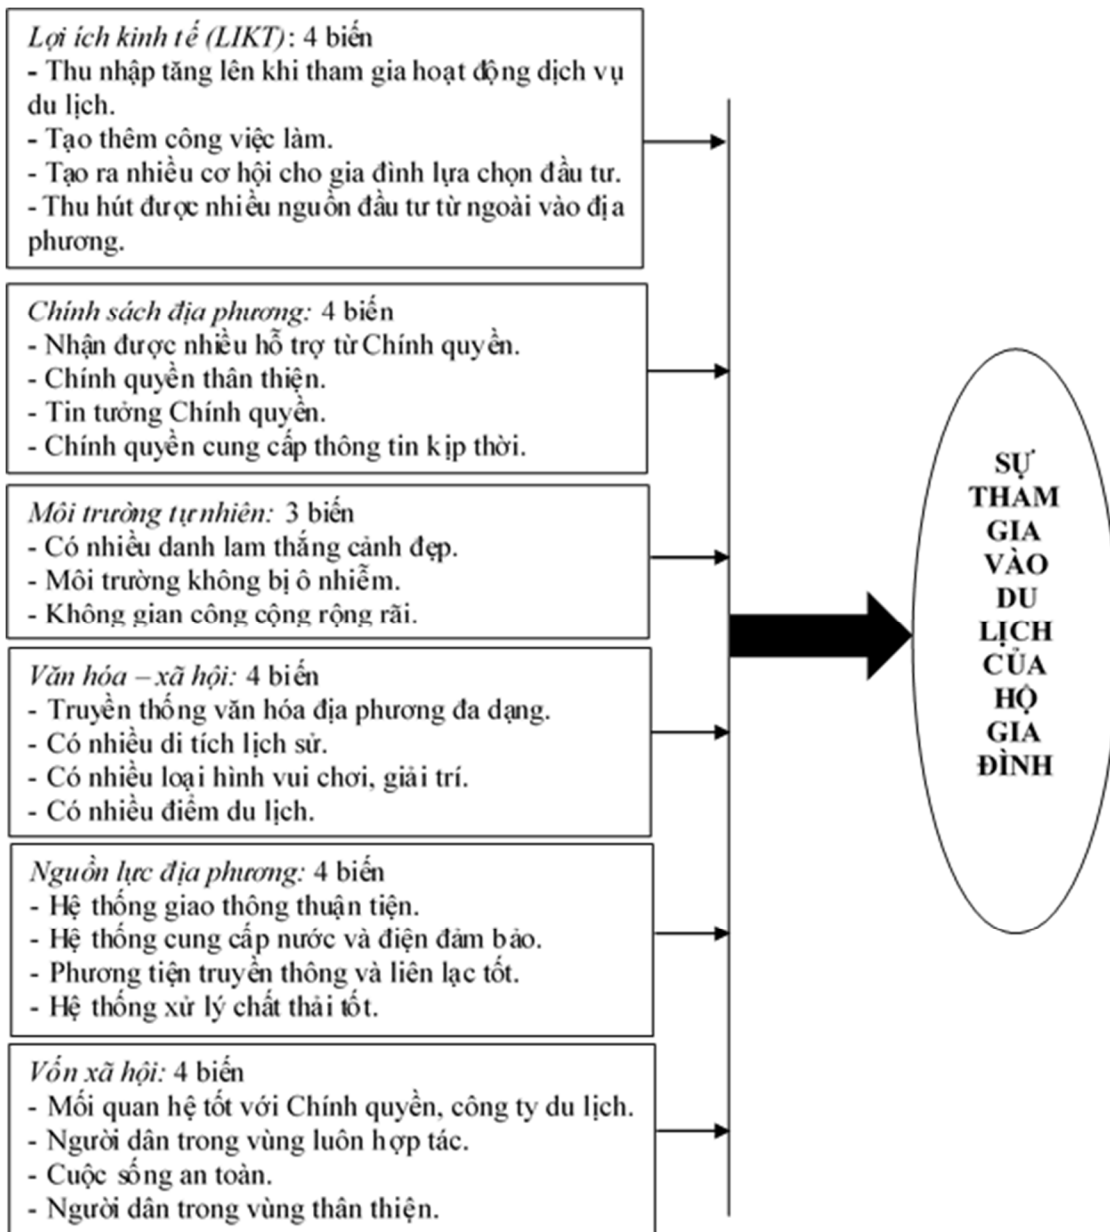 Lợi ích kinh tế (LIKT): 4 biến
- Thu nhập tăng lên khi tham gia hoạt động dịch vụ
du lịch.
- Tạo thêm công việc làm.
- Tạo ra nhiều cơ hội cho gia đình lựa chọn đầu tư.
- Thu hút được nhiều nguồn đầu tư từ ngoài vào địa
phương.
Chính sách địa phương: 4 biến
- Nhận được nhiều hỗ trợ từ Chính quyền.
- Chính quyền thân thiện.
- Tin tưởng Chính quyền.
- Chính quyền cung cấp thông tin kịp thời.
Môi trường tự nhiên: 3 biến
- Có nhiều danh lam thắng cảnh đẹp.
- Môi trường không bị ô nhiễm.
- Không gian công cộng rộng rãi.
Văn hóa – xã hội: 4 biến
- Truyền thống văn hóa địa phương đa dạng.
- Có nhiều di tích lịch sử.
- Có nhiều loại hình vui chơi, giải trí.
- Có nhiều điểm du lịch.
Nguồn lực địa phương: 4 biến
- Hệ thống giao thông thuận tiện.
- Hệ thống cung cấp nước và điện đảm bảo.
- Phương tiện truyền thông và liên lạc tốt.
- Hệ thống xử lý chất thải tốt.
Vốn xã hội: 4 biến
- Mối quan hệ tốt với Chính quyền, công ty du lịch.
- Người dân trong vùng luôn hợp tác.
- Cuộc sống an toàn.
- Người dân trong vùng thân thiện.
SỰ
THAM
GIA
VÀO
DU
LỊCH
CỦA
HỘ
GIA
ĐÌNH